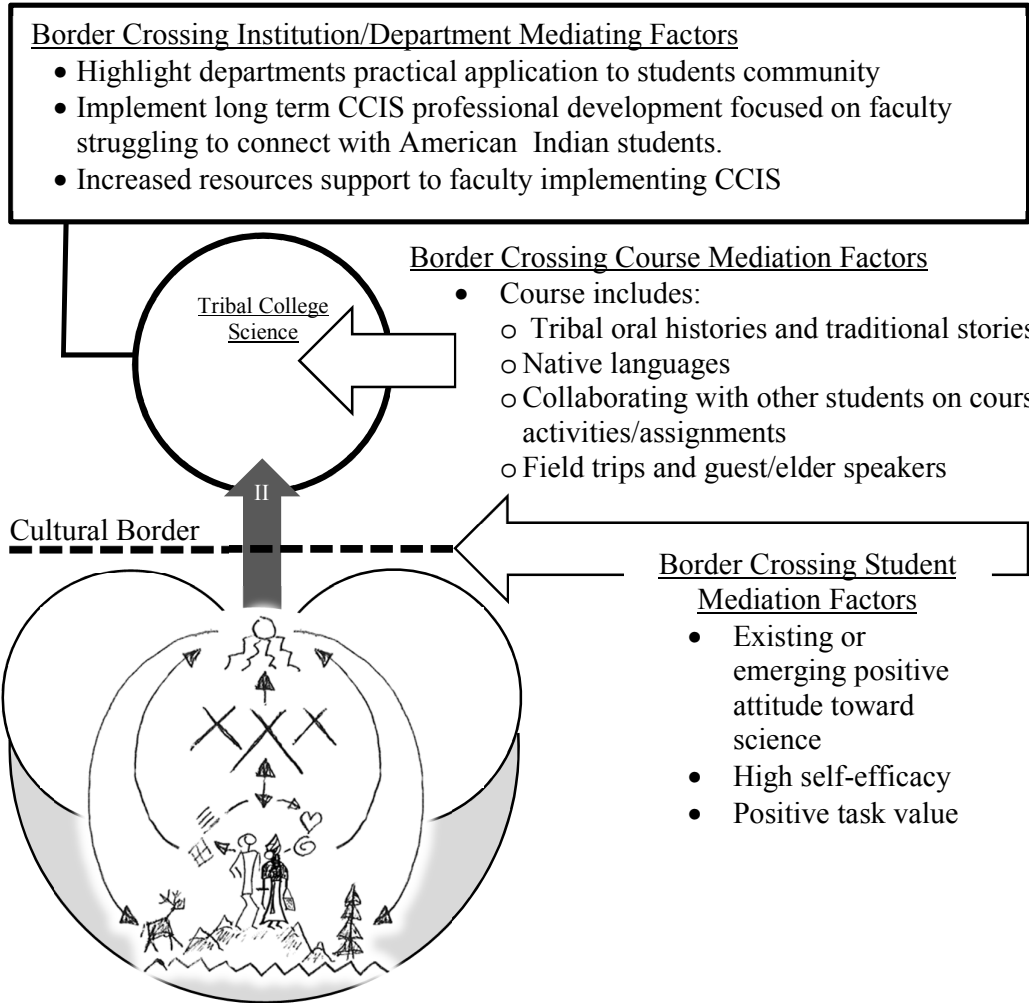 Border Crossing Institution/Department Mediating Factors
• Highlight departments practical application to students community
• Implement long term CCIS professional development focused on faculty
struggling to connect with American Indian students.
• Increased resources support to faculty implementing CCIS
Border Crossing Course Mediation Factors
• Course includes:
o Tribal oral histories and traditional stories
o Native languages
o Collaborating with other students on cours
activities/assignments
o Field trips and guest/elder speakers
Tribal College
Science
II
Cultural Border
Border Crossing Student
Mediation Factors
• Existing or
emerging positive
attitude toward
science
• High self-efficacy
• Positive task value